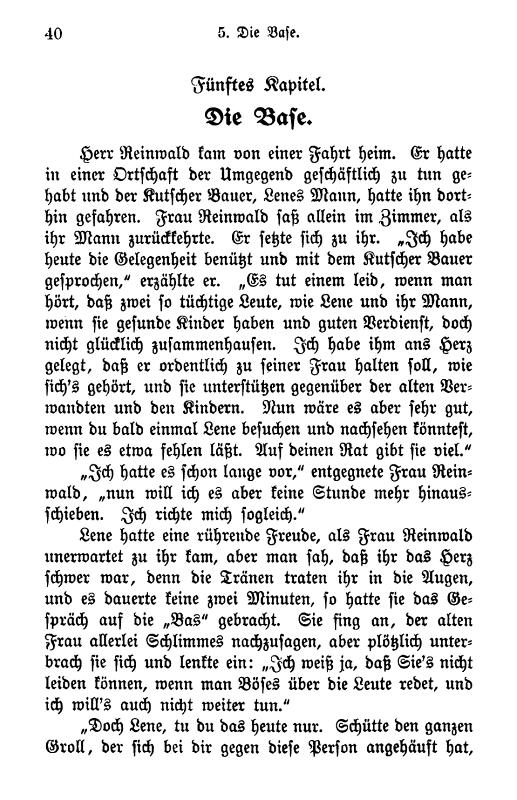 40
5. Die Base.
Fünftes Kapitel.
Die Base.
Herr Reinwald kam von einer Fahrt heim. Er hatte
in einer Ortschaft der Umgegend geschäftlich zu tun ge-
habt und der Kutscher Bauer, Lenes Mann, hatte ihn dort-
hin gefahren. Frau Reinwald saß allein im Zimmer, als
ihr Mann zurückkehrte. Er setzte sich zu ihr. „Ich habe
heute die Gelegenheit benützt und mit dem Kutscher Bauer
gesprochen,“ erzählte er. „Es tut einem leid, wenn man
hört, daß zwei so tüchtige Leute, wie Lene und ihr Mann,
wenn sie gesunde Kinder haben und guten Verdienst, doch
nicht glücklich zusammenhausen. Ich habe ihm ans Herz
gelegt, daß er ordentlich zu seiner Frau halten soll, wie
sich's gehört, und sie unterstützen gegenüber der alten Ver-
wandten und den Kindern. Nun wäre es aber sehr gut,
wenn du bald einmal Lene besuchen und nachsehen könntest,
wo sie es etwa fehlen läßt. Auf deinen Rat gibt sie viel.“
„Ich hatte es schon lange vor,“ entgegnete Frau Rein-
wald, „nun will ich es aber keine Stunde mehr hinaus-
schieben. Ich richte mich sogleich.“
Lene hatte eine rührende Freude, als Frau Reinwald
unerwartet zu ihr kam, aber man sah, daß ihr das Herz
schwer war, denn die Tränen traten ihr in die Augen,
und es dauerte keine zwei Minuten, so hatte sie das Ge-
spräch auf die „Bas“ gebracht. Sie fing an, der alten
Frau allerlei Schlimmes nachzusagen, aber plötzlich unter-
brach sie sich und lenkte ein: „Ich weiß ja, daß Sie's nicht
leiden können, wenn man Böses über die Leute redet, und
ich will's auch nicht weiter tun.“
„Doch Lene, tu du das heute nur. Schütte den ganzen
Groll, der sich bei dir gegen diese Person angehäuft hat,